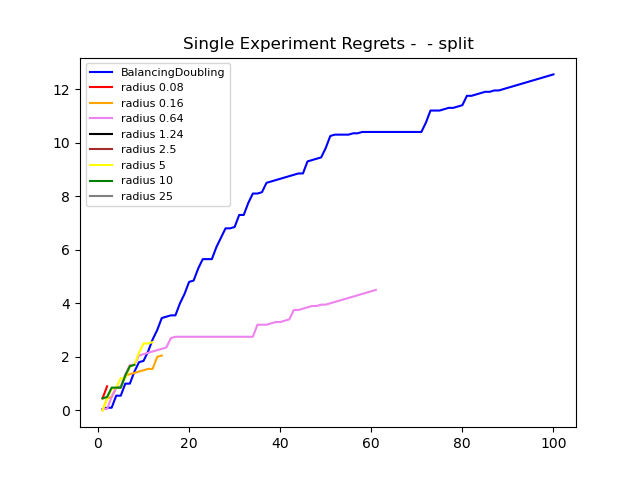 Single Experiment Regrets -  - split
BalancingDoubling
radius 0.08
radius 0.16
radius 0.64
radius 1.24
radius 2.5
radius 5
radius 10
radius 25
12
10
8
6
4
2
0
0 20 40 60 80 100